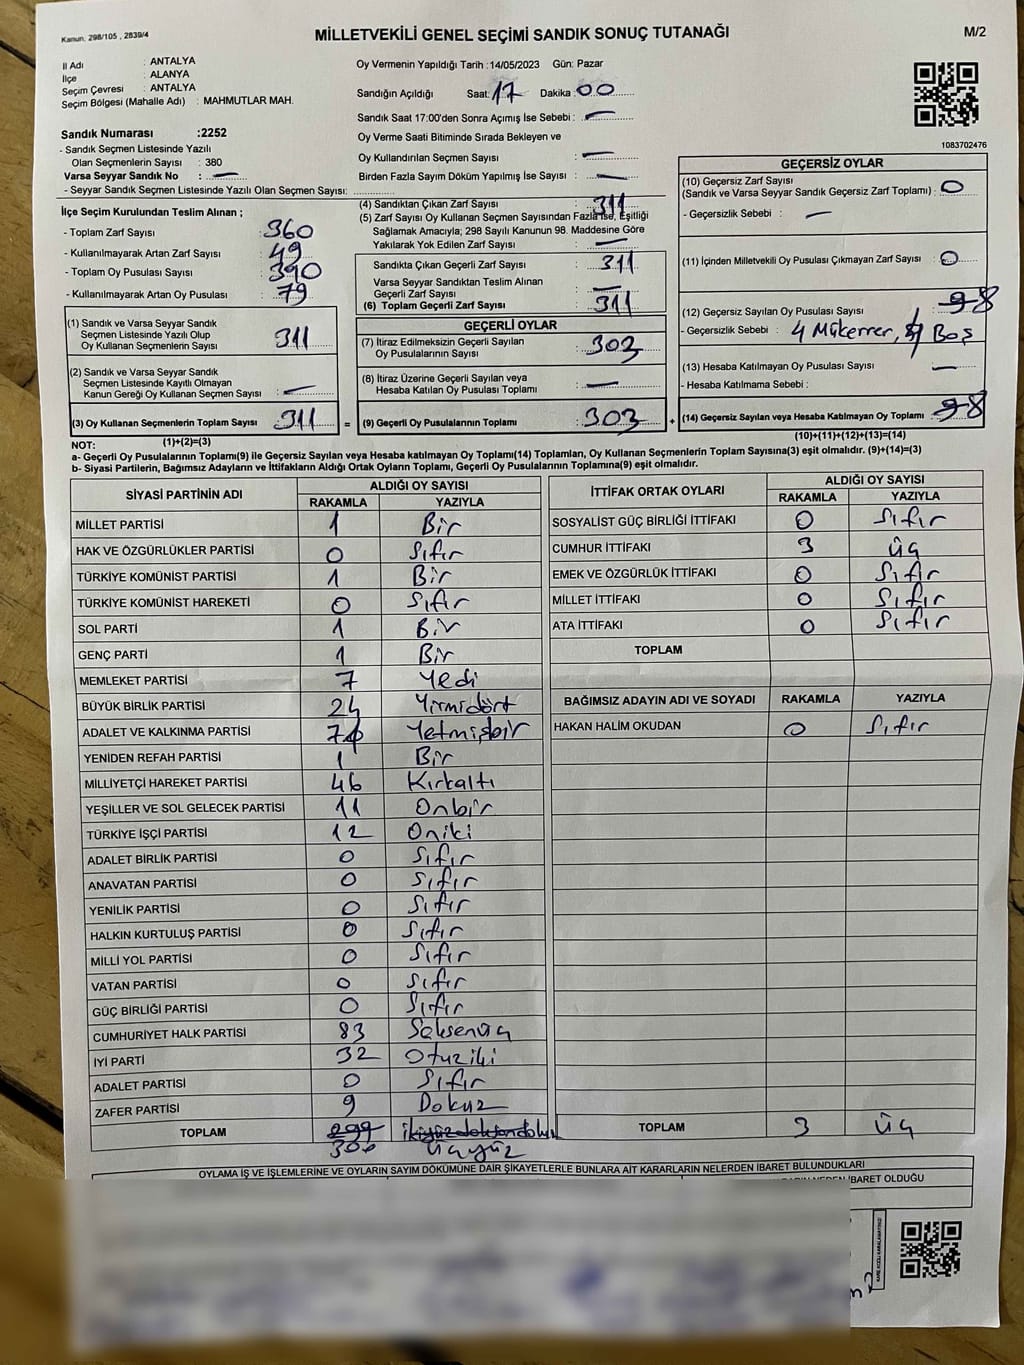 Kanun, 298/105 , 2839/4
MİLLETVEKİLİ GENEL SEÇİMİ SANDIK SONUÇ TUTANAĞI
M/2
İl Adı : ANTALYA
İlçe : ALANYA
Seçim Çevresi : ANTALYA
Seçim Bölgesi (Mahalle Adı) : MAHMUTLAR MAH.
Sandık Numarası :2252
- Sandık Seçmen Listesinde Yazılı
Olan Seçmenlerin Sayısı : 380
Varsa Seyyar Sandık No : —
- Seyyar Sandık Seçmen Listesinde Yazılı Olan Seçmen Sayısı:
Oy Vermenin Yapıldığı Tarih :14/05/2023 Gün: Pazar
Sandığın Açıldığı Saat: 17 Dakika : 00
Sandık Saat 17:00'den Sonra Açımış İse Sebebi : —
Oy Verme Saati Bitiminde Sırada Bekleyen ve
Oy Kullandırılan Seçmen Sayısı : —
Birden Fazla Sayım Döküm Yapılmış İse Sayısı : —
1083702476
İlçe Seçim Kurulundan Teslim Alınan ;
- Toplam Zarf Sayısı : 360
- Kullanılmayarak Artan Zarf Sayısı : 49
- Toplam Oy Pusulası Sayısı : 390
- Kullanılmayarak Artan Oy Pusulası : 79
(1) Sandık ve Varsa Seyyar Sandık
Seçmen Listesinde Yazılı Olup
Oy Kullanan Seçmenlerin Sayısı : 311
(2) Sandık ve Varsa Seyyar Sandık
Seçmen Listesinde Kayıtlı Olmayan
Kanun Gereği Oy Kullanan Seçmen Sayısı : —
(3) Oy Kullanan Seçmenlerin Toplam Sayısı : 311 =
(1)+(2)=(3)
(4) Sandıktan Çıkan Zarf Sayısı : 311
(5) Zarf Sayısı Oy Kullanan Seçmen Sayısından Fazla İse, Eşitliği
Sağlamak Amacıyla; 298 Sayılı Kanunun 98. Maddesine Göre
Yakılarak Yok Edilen Zarf Sayısı : —
Sandıkta Çıkan Geçerli Zarf Sayısı : 311
Varsa Seyyar Sandıktan Teslim Alınan
Geçerli Zarf Sayısı : —
(6) Toplam Geçerli Zarf Sayısı : 311
GEÇERLİ OYLAR
(7) İtiraz Edilmeksizin Geçerli Sayılan
Oy Pusulalarının Sayısı : 303
(8) İtiraz Üzerine Geçerli Sayılan veya
Hesaba Katılan Oy Pusulası Toplamı : —
(9) Geçerli Oy Pusulalarının Toplamı : 303 +
GEÇERSİZ OYLAR
(10) Geçersiz Zarf Sayısı
(Sandık ve Varsa Seyyar Sandık Geçersiz Zarf Toplamı) : 0
- Geçersizlik Sebebi : —
(11) İçinden Milletvekili Oy Pusulası Çıkmayan Zarf Sayısı : 0
(12) Geçersiz Sayılan Oy Pusulası Sayısı : 9 8
- Geçersizlik Sebebi : 4 Mükerrer, Boş
(13) Hesaba Katılmayan Oy Pusulası Sayısı : —
- Hesaba Katılmama Sebebi :
(14) Geçersiz Sayılan veya Hesaba Katılmayan Oy Toplamı : 9 8
(10)+(11)+(12)+(13)=(14)
NOT:
a- Geçerli Oy Pusulalarının Toplamı(9) ile Geçersiz Sayılan veya Hesaba katılmayan Oy Toplamı(14) Toplamları, Oy Kullanan Seçmenlerin Toplam Sayısına(3) eşit olmalıdır. (9)+(14)=(3)
b- Siyasi Partilerin, Bağımsız Adayların ve İttifakların Aldığı Ortak Oyların Toplamı, Geçerli Oy Pusulalarının Toplamına(9) eşit olmalıdır.
SİYASİ PARTİNİN ADI ALDIĞI OY SAYISI
RAKAMLA YAZIYLA
MİLLET PARTİSİ 1 Bir
HAK VE ÖZGÜRLÜKLER PARTİSİ 0 Sıfır
TÜRKİYE KOMÜNİST PARTİSİ 1 Bir
TÜRKİYE KOMÜNİST HAREKETİ 0 Sıfır
SOL PARTİ 1 Bir
GENÇ PARTİ 1 Bir
MEMLEKET PARTİSİ 7 Yedi
BÜYÜK BİRLİK PARTİSİ 24 Yirmidört
ADALET VE KALKINMA PARTİSİ 71 Yetmişbir
YENİDEN REFAH PARTİSİ 1 Bir
MİLLİYETÇİ HAREKET PARTİSİ 46 Kırkaltı
YEŞİLLER VE SOL GELECEK PARTİSİ 11 Onbir
TÜRKİYE İŞÇİ PARTİSİ 12 Oniki
ADALET BİRLİK PARTİSİ 0 Sıfır
ANAVATAN PARTİSİ 0 Sıfır
YENİLİK PARTİSİ 0 Sıfır
HALKIN KURTULUŞ PARTİSİ 0 Sıfır
MİLLİ YOL PARTİSİ 0 Sıfır
VATAN PARTİSİ 0 Sıfır
GÜÇ BİRLİĞİ PARTİSİ 0 Sıfır
CUMHURİYET HALK PARTİSİ 83 Seksenüç
İYİ PARTİ 32 Otuziki
ADALET PARTİSİ 0 Sıfır
ZAFER PARTİSİ 9 Dokuz
TOPLAM 299 ikiyüzdoksandokuz
300 Üçyüz
İTTİFAK ORTAK OYLARI ALDIĞI OY SAYISI
RAKAMLA YAZIYLA
SOSYALİST GÜÇ BİRLİĞİ İTTİFAKI 0 Sıfır
CUMHUR İTTİFAKI 3 üç
EMEK VE ÖZGÜRLÜK İTTİFAKI 0 Sıfır
MİLLET İTTİFAKI 0 Sıfır
ATA İTTİFAKI 0 Sıfır
TOPLAM
BAĞIMSIZ ADAYIN ADI VE SOYADI RAKAMLA YAZIYLA
HAKAN HALİM OKUDAN 0 Sıfır
TOPLAM 3 Üç
OYLAMA İŞ VE İŞLEMLERİNE VE OYLARIN SAYIM DÖKÜMÜNE DAİR ŞİKAYETLERLE BUNLARA AİT KARARLARIN NELERDEN İBARET BULUNDUKLARI
İBARET OLDUĞU